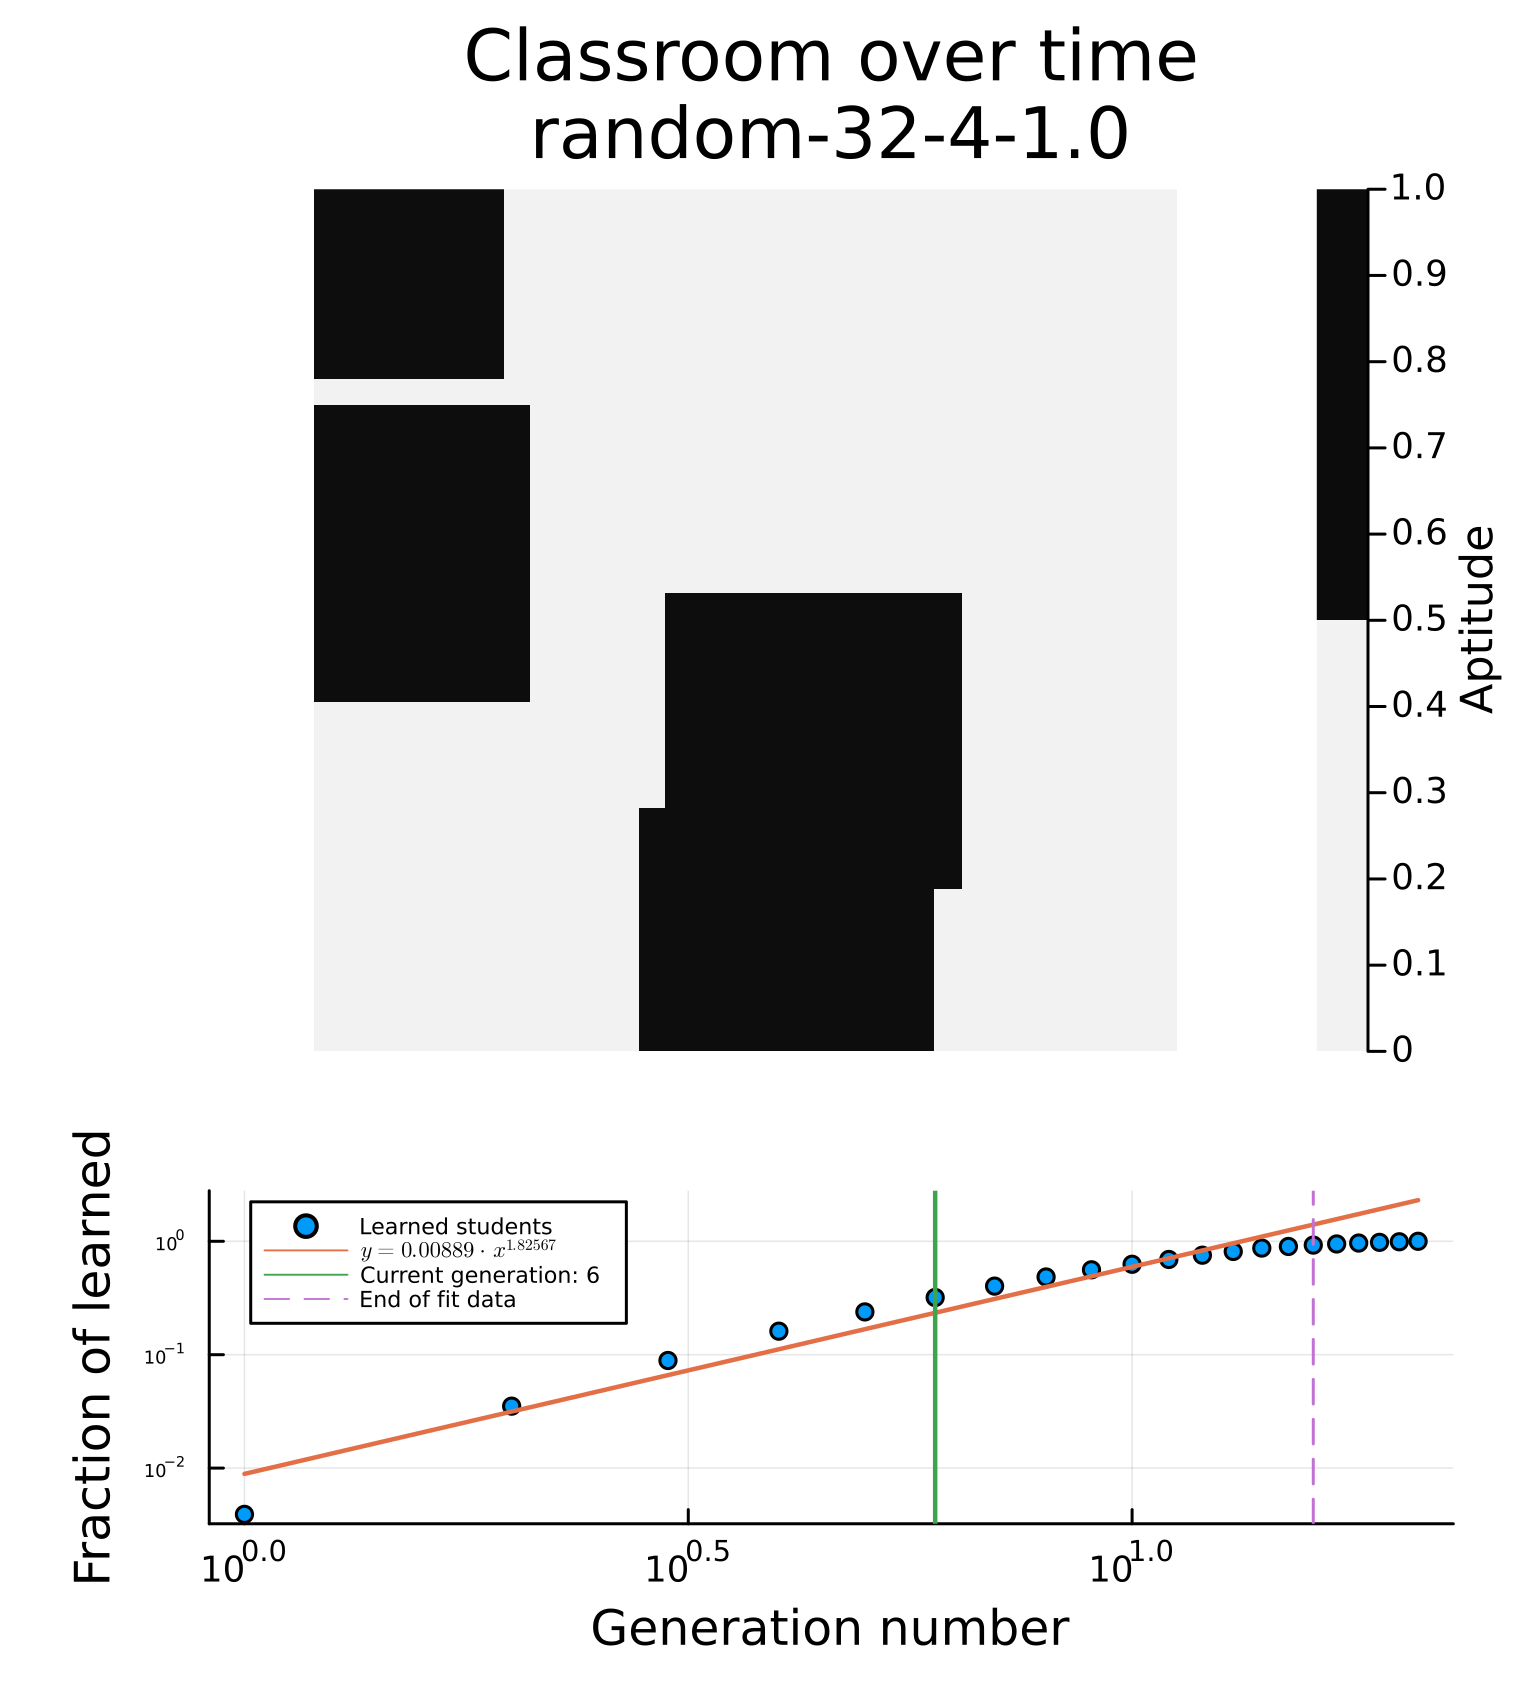 Classroom over time
random-32-4-1.0
1.0
0.9
0.8
0.7
0.6
0.5
0.4
0.3
0.2
0.1
0
Aptitude
Fraction of learned
10^0
10^-1
10^-2
Learned students
y = 0.00889 · x^1.82567
Current generation: 6
End of fit data
10^0.0
10^0.5
10^1.0
Generation number